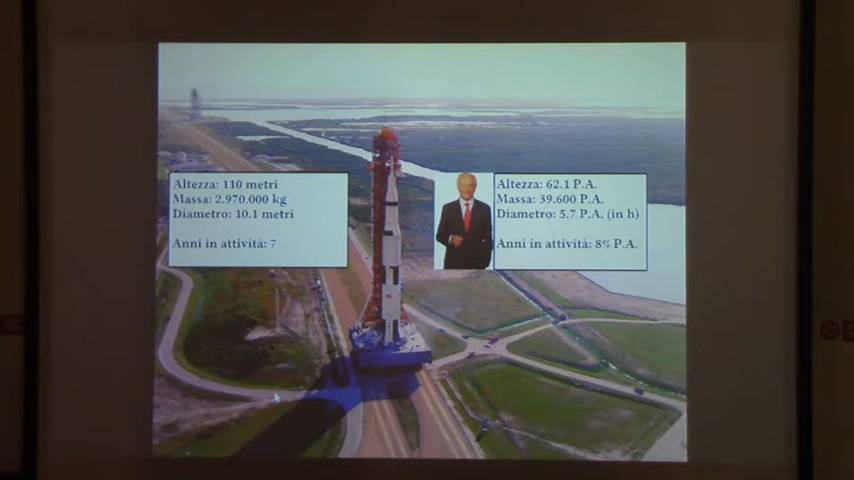 Altezza: 110 metri
Massa: 2.970.000 kg
Diametro: 10.1 metri
Anni in attività: 7
Altezza: 62.1 P.A.
Massa: 39.600 P.A.
Diametro: 5.7 P.A. (in h)
Anni in attività: 8% P.A.